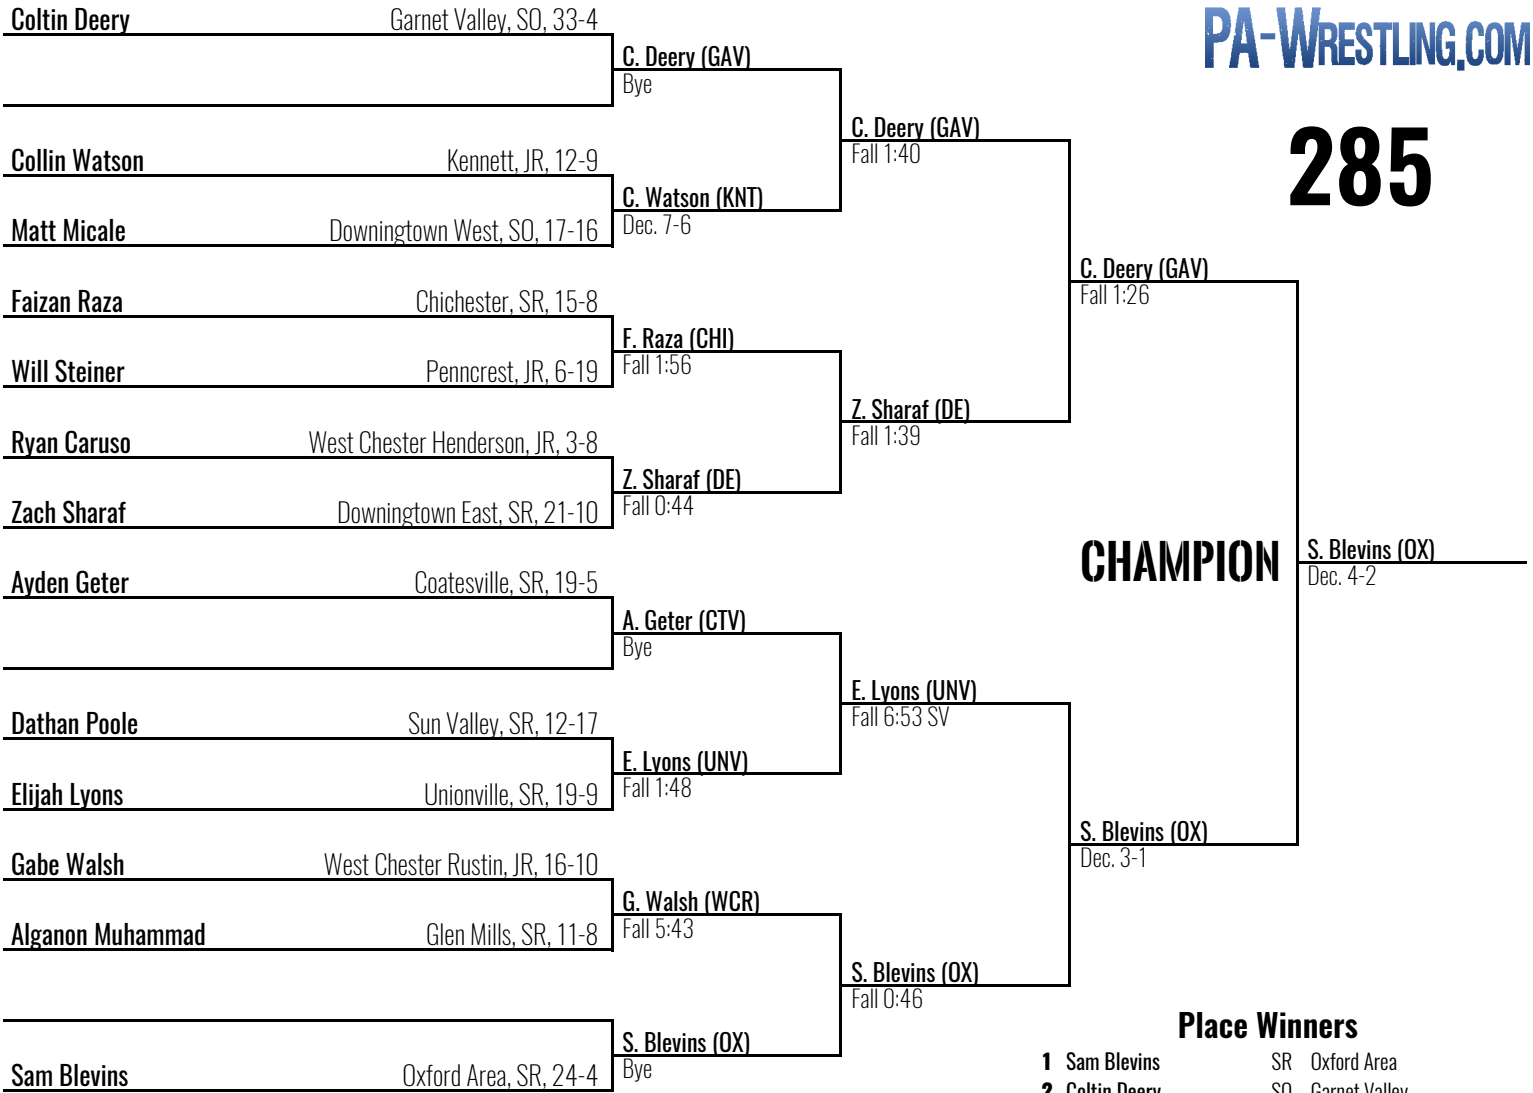 PA-WRESTLING.COM
285
Coltin Deery Garnet Valley, SO, 33-4
C. Deery (GAV)
Bye
C. Deery (GAV)
Fall 1:40
Collin Watson Kennett, JR, 12-9
C. Watson (KNT)
Dec. 7-6
Matt Micale Downingtown West, SO, 17-16
C. Deery (GAV)
Fall 1:26
Faizan Raza Chichester, SR, 15-8
F. Raza (CHI)
Fall 1:56
Will Steiner Penncrest, JR, 6-19
Z. Sharaf (DE)
Fall 1:39
Ryan Caruso West Chester Henderson, JR, 3-8
Z. Sharaf (DE)
Fall 0:44
Zach Sharaf Downingtown East, SR, 21-10
CHAMPION
S. Blevins (OX)
Dec. 4-2
Ayden Geter Coatesville, SR, 19-5
A. Geter (CTV)
Bye
E. Lyons (UNV)
Fall 6:53 SV
Dathan Poole Sun Valley, SR, 12-17
E. Lyons (UNV)
Fall 1:48
Elijah Lyons Unionville, SR, 19-9
S. Blevins (OX)
Dec. 3-1
Gabe Walsh West Chester Rustin, JR, 16-10
G. Walsh (WCR)
Fall 5:43
Alganon Muhammad Glen Mills, SR, 11-8
S. Blevins (OX)
Fall 0:46
S. Blevins (OX)
Bye
Sam Blevins Oxford Area, SR, 24-4
Place Winners
1 Sam Blevins SR Oxford Area
2 Coltin Deery SO Garnet Valley